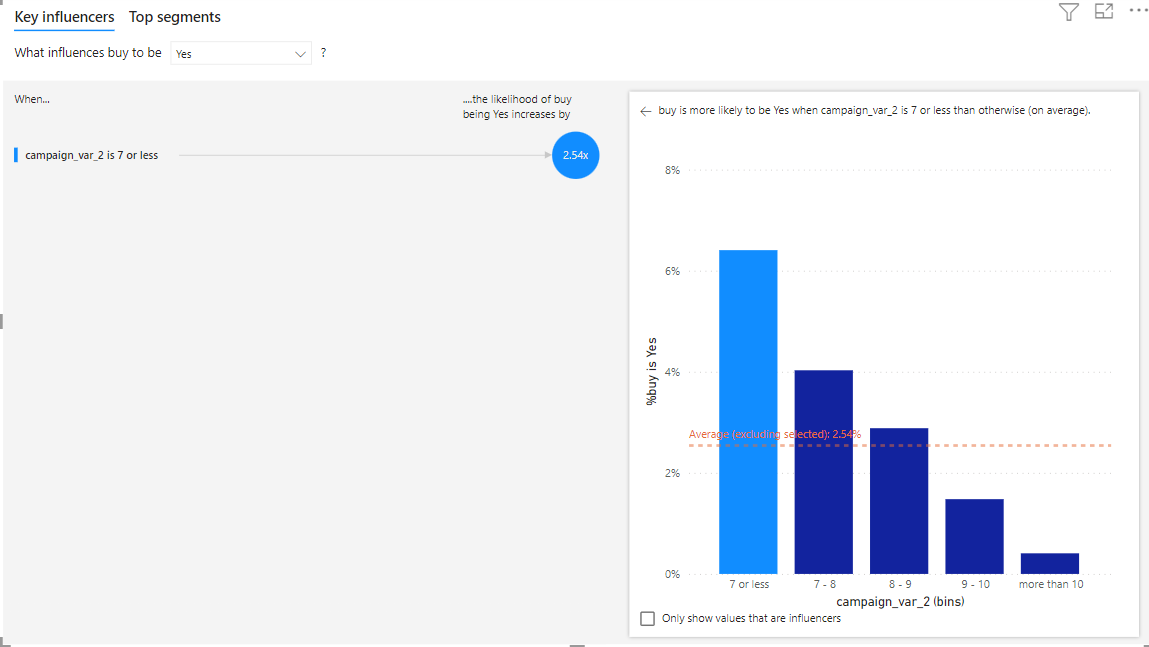 Key influencers Top segments
What influences buy to be Yes ?
When...
....the likelihood of buy
being Yes increases by
campaign_var_2 is 7 or less
2.54x
buy is more likely to be Yes when campaign_var_2 is 7 or less than otherwise (on average).
8%
6%
4%
2%
0%
%buy is Yes
Average (excluding selected): 2.54%
7 or less 7 - 8 8 - 9 9 - 10 more than 10
campaign_var_2 (bins)
Only show values that are influencers